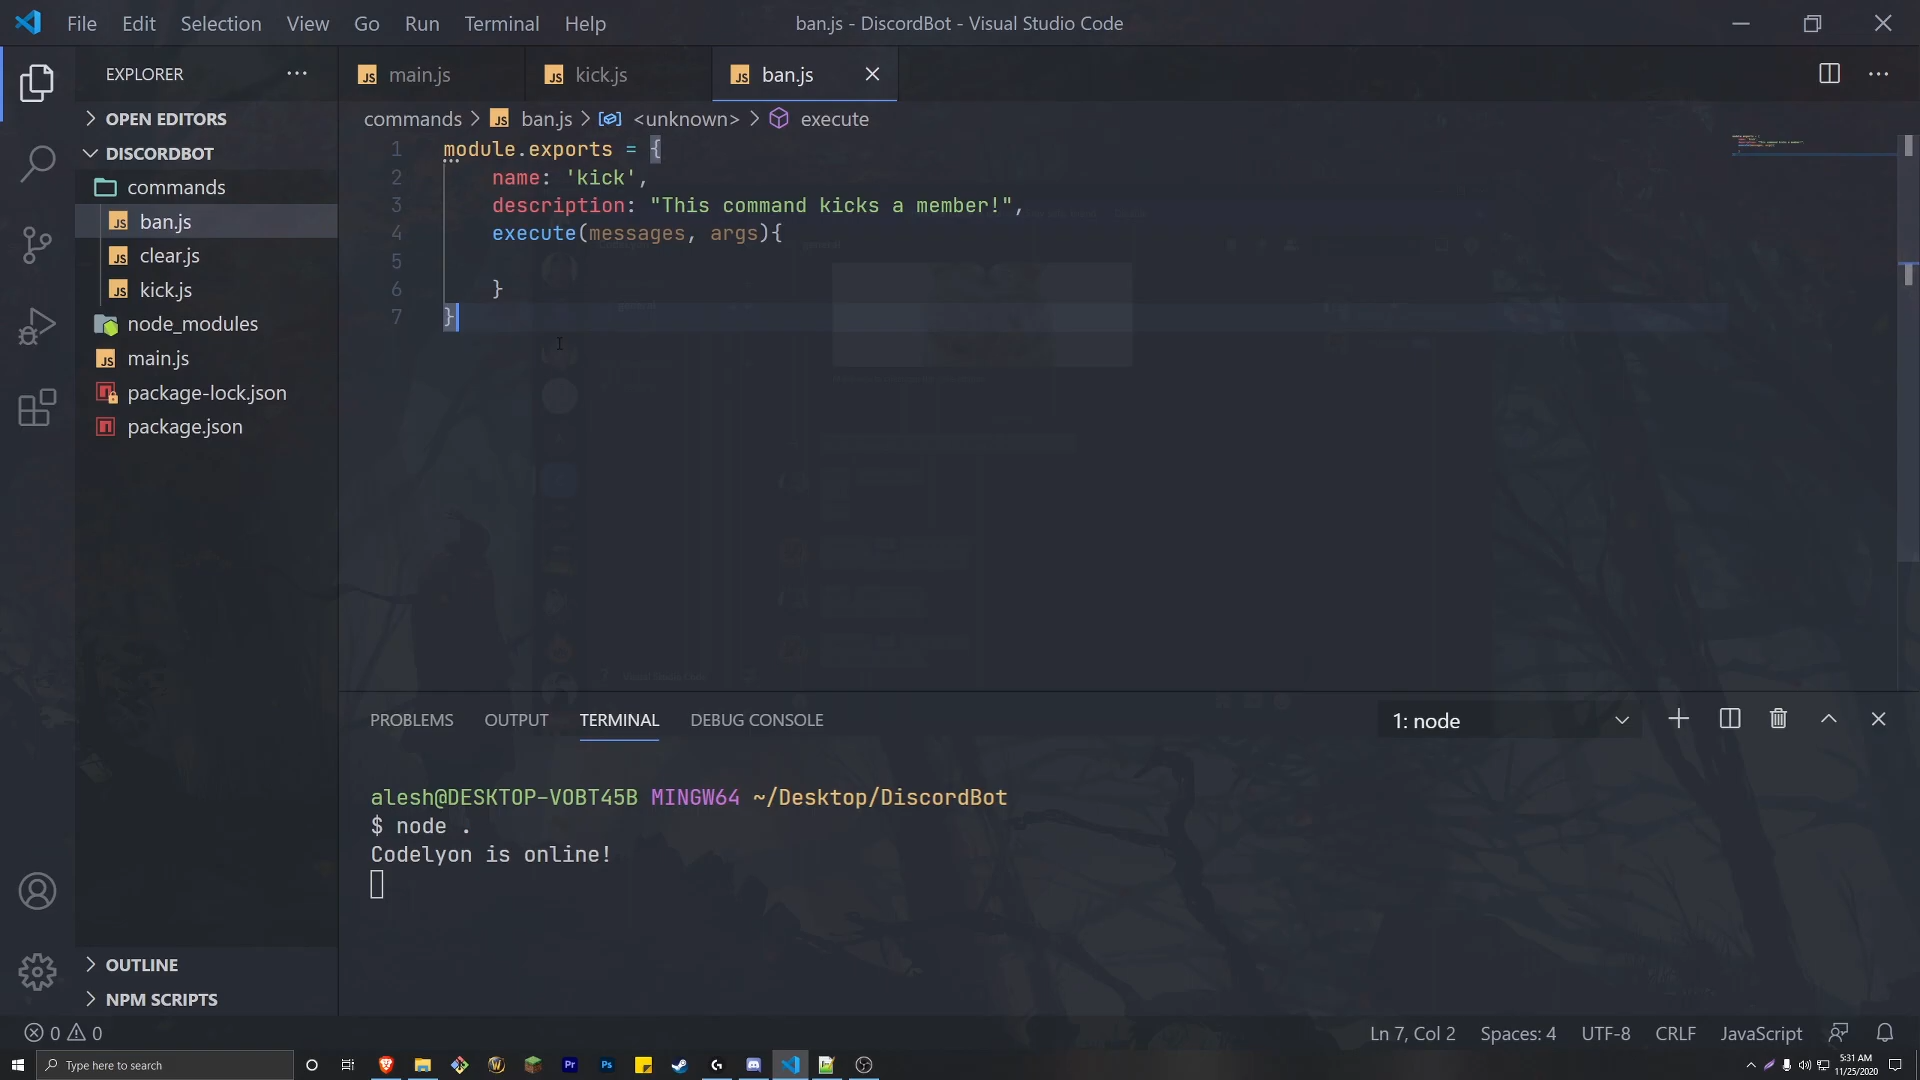 File Edit Selection View Go Run Terminal Help
ban.js - DiscordBot - Visual Studio Code
EXPLORER
main.js
kick.js
ban.js
OPEN EDITORS
DISCORDBOT
commands
ban.js
clear.js
kick.js
node_modules
main.js
package-lock.json
package.json
commands > ban.js > <unknown> > execute
1 module.exports = {
2 name: 'kick',
3 description: "This command kicks a member!",
4 execute(messages, args){
5
6 }
7 }
PROBLEMS OUTPUT TERMINAL DEBUG CONSOLE
1: node
alesh@DESKTOP-VOBT45B MINGW64 ~/Desktop/DiscordBot
$ node .
Codelyon is online!
OUTLINE
NPM SCRIPTS
0 0
Ln 7, Col 2 Spaces: 4 UTF-8 CRLF JavaScript
Type here to search
5:31 AM
11/25/2020